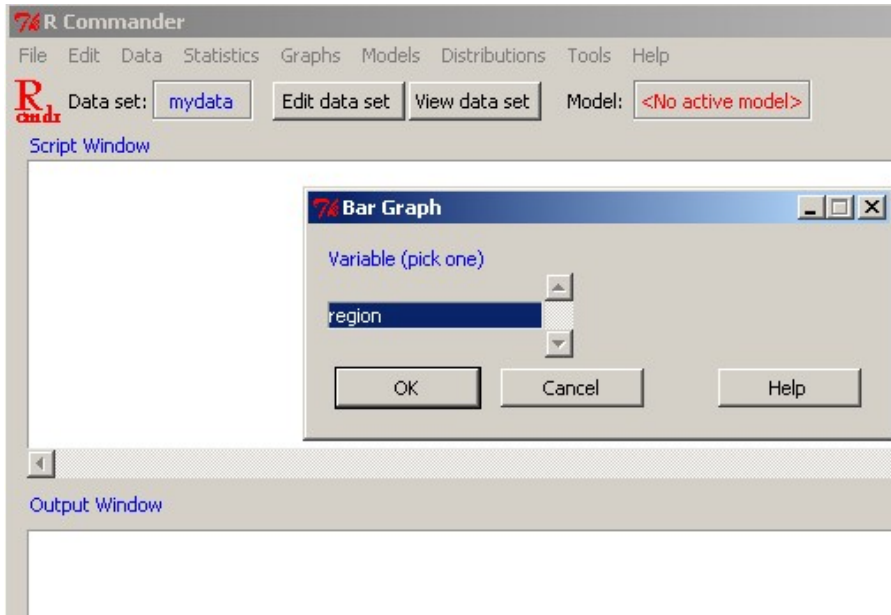 R Commander
File Edit Data Statistics Graphs Models Distributions Tools Help
R cmdr Data set: mydata Edit data set View data set Model: <No active model>
Script Window
Bar Graph
Variable (pick one)
region
OK Cancel Help
Output Window